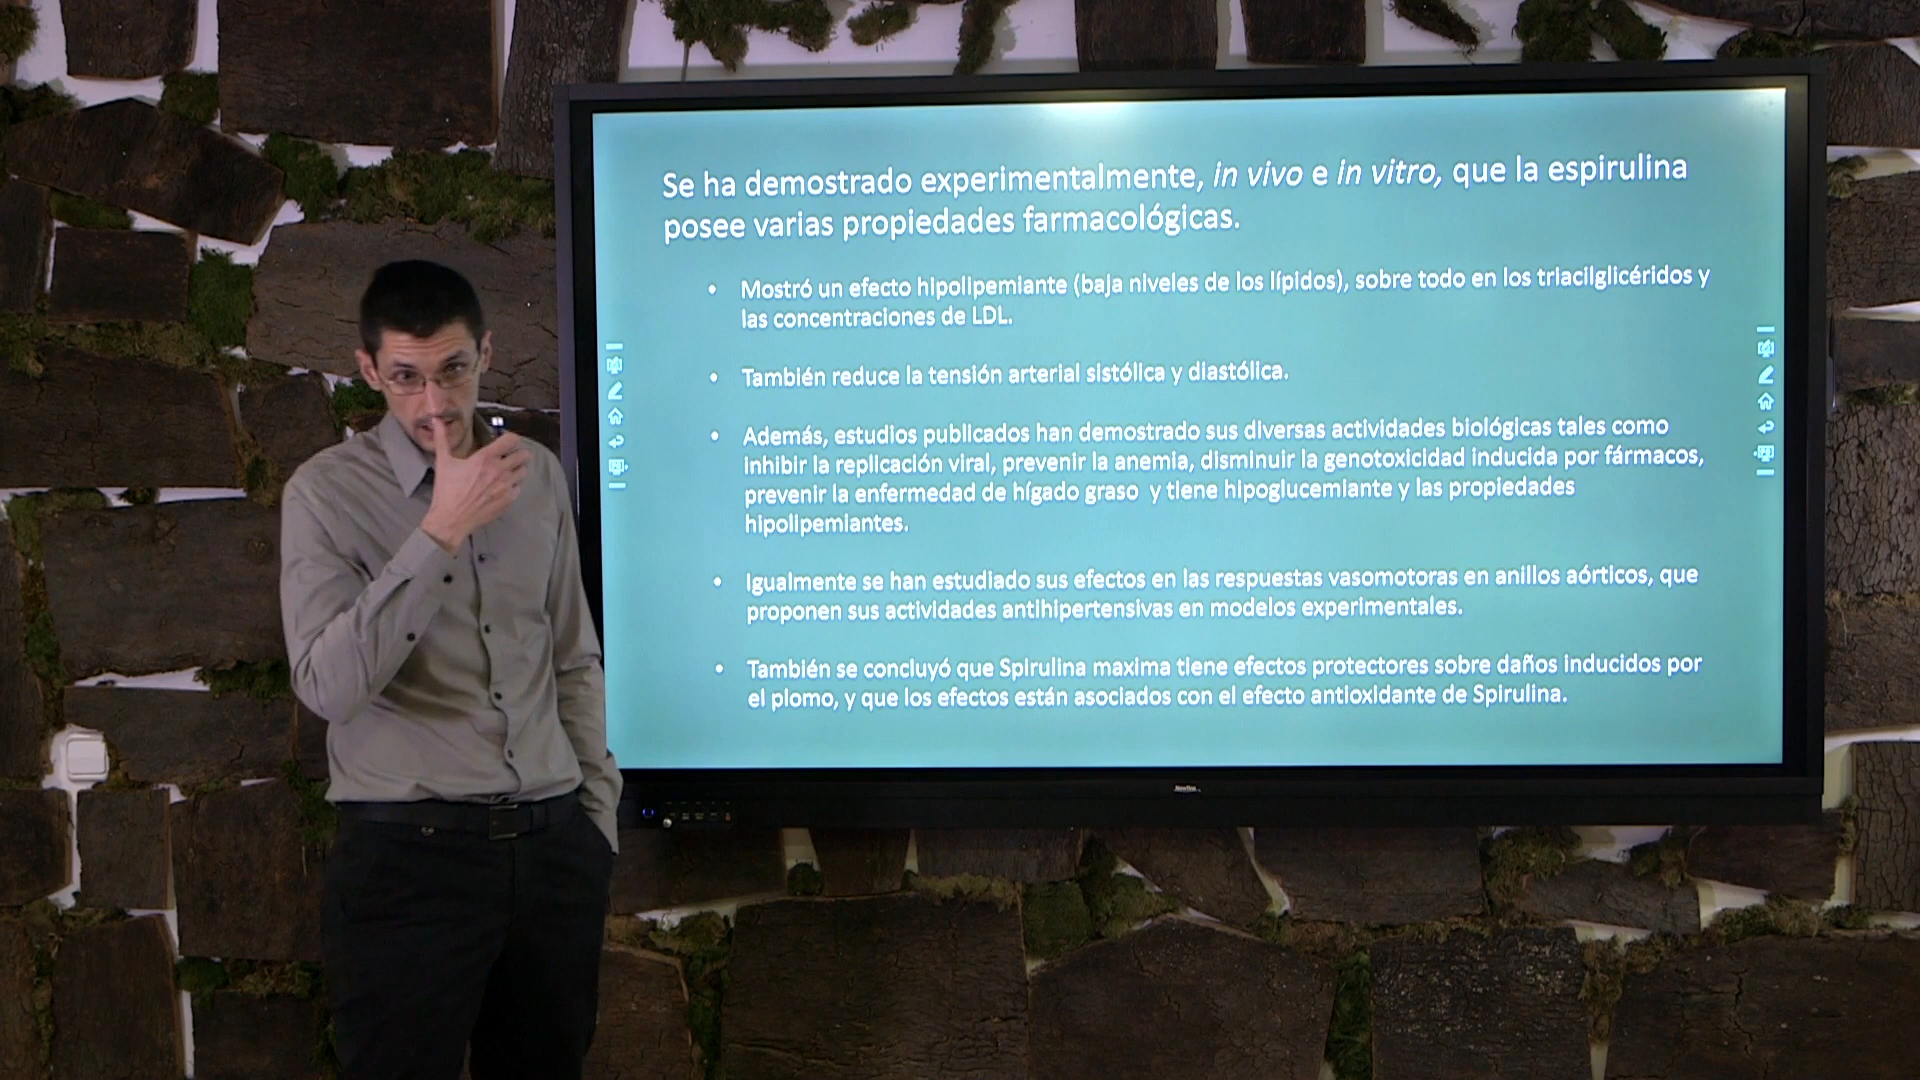 Se ha demostrado experimentalmente, in vivo e in vitro, que la espirulina
posee varias propiedades farmacológicas.
• Mostró un efecto hipolipemiante (baja niveles de los lípidos), sobre todo en los triacilglicéridos y
las concentraciones de LDL.
• También reduce la tensión arterial sistólica y diastólica.
• Además, estudios publicados han demostrado sus diversas actividades biológicas tales como
inhibir la replicación viral, prevenir la anemia, disminuir la genotoxicidad inducida por fármacos,
prevenir la enfermedad de hígado graso y tiene hipoglucemiante y las propiedades
hipolipemiantes.
• Igualmente se han estudiado sus efectos en las respuestas vasomotoras en anillos aórticos, que
proponen sus actividades antihipertensivas en modelos experimentales.
• También se concluyó que Spirulina maxima tiene efectos protectores sobre daños inducidos por
el plomo, y que los efectos están asociados con el efecto antioxidante de Spirulina.
Newline